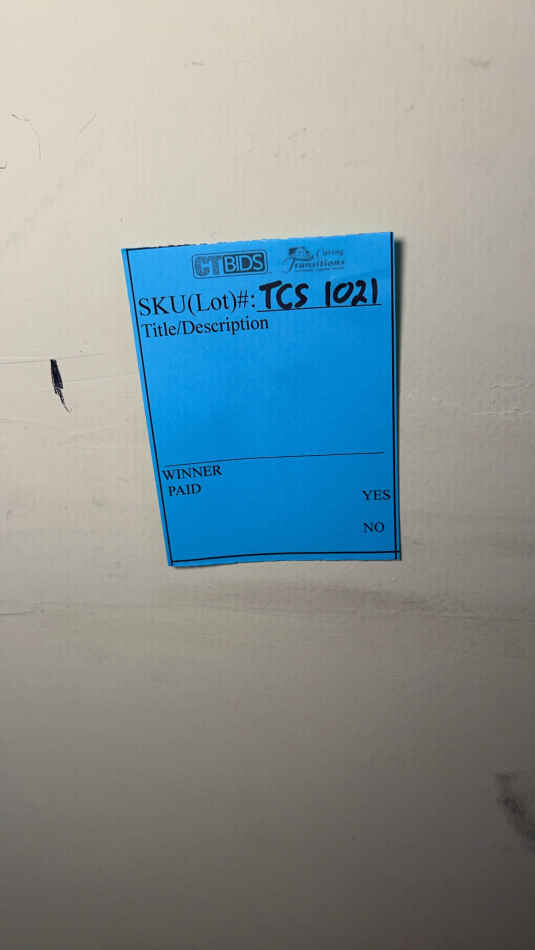 CTBIDS Caring Transitions
SKU(Lot)#: TCS 1021
Title/Description
WINNER
PAID YES
NO